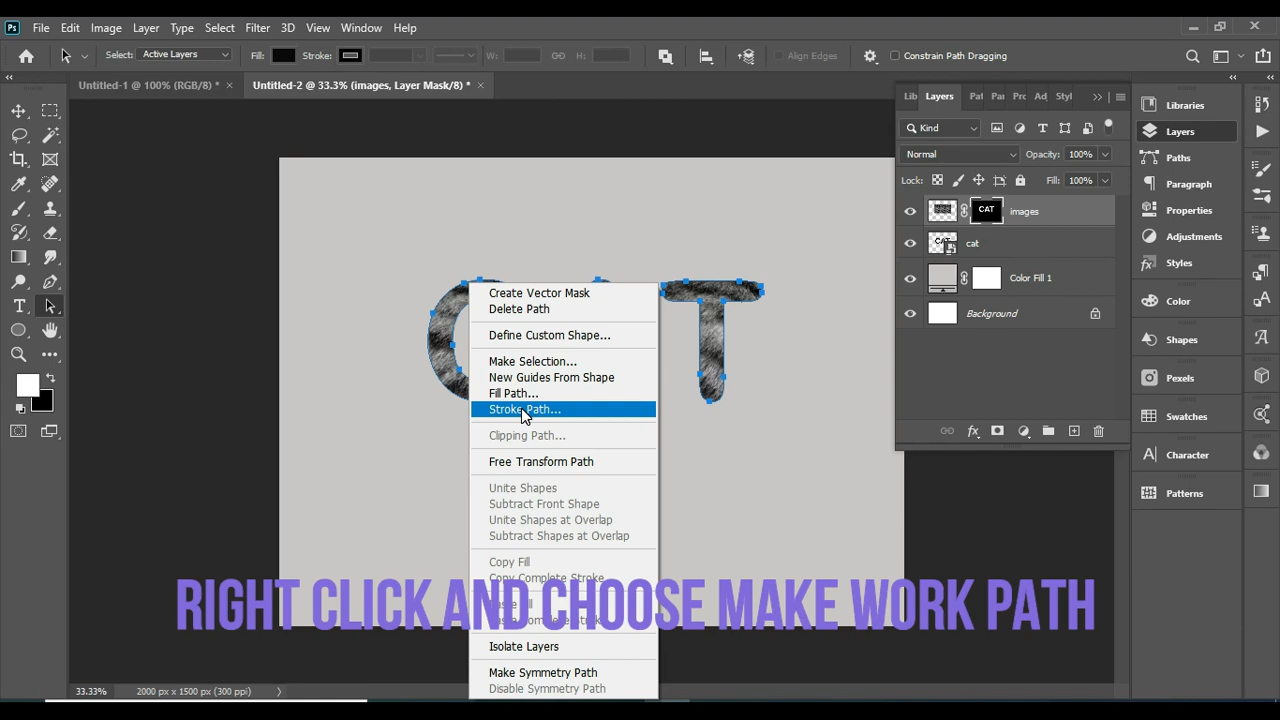 Ps File Edit Image Layer Type Select Filter 3D View Window Help
Select: Active Layers Fill: Stroke: W: H: Align Edges Constrain Path Dragging
Untitled-1 @ 100% (RGB/8) * × Untitled-2 @ 33.3% (images, Layer Mask/8) * ×
Lib Layers Pat Par Pro Ad Styl
Kind
Normal Opacity: 100%
Lock: Fill: 100%
CAT images
CAT cat
Color Fill 1
Background
Libraries
Layers
Paths
Paragraph
Properties
Adjustments
Styles
Color
Shapes
Pixels
Swatches
Character
Patterns
Create Vector Mask
Delete Path
Define Custom Shape...
Make Selection...
New Guides From Shape
Fill Path...
Stroke Path...
Clipping Path...
Free Transform Path
Unite Shapes
Subtract Front Shape
Unite Shapes at Overlap
Subtract Shapes at Overlap
Copy Fill
Copy Complete Stroke
Isolate Layers
Make Symmetry Path
Disable Symmetry Path
RIGHT CLICK AND CHOOSE MAKE WORK PATH
33.33% 2000 px x 1500 px (300 ppi)